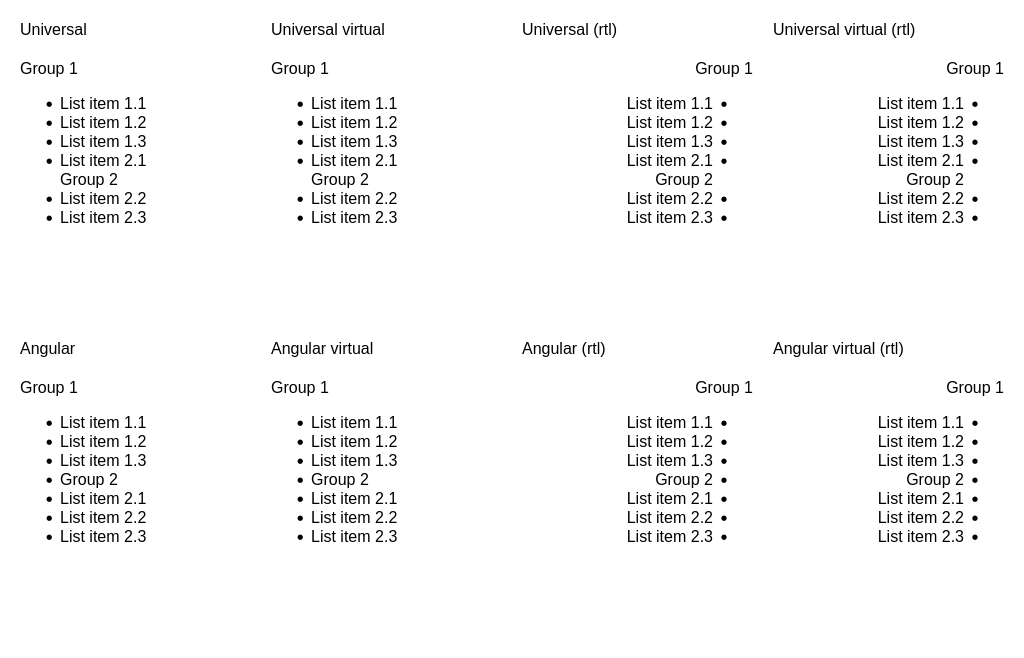 Universal
Group 1
List item 1.1
List item 1.2
List item 1.3
List item 2.1
Group 2
List item 2.2
List item 2.3
Universal virtual
Group 1
List item 1.1
List item 1.2
List item 1.3
List item 2.1
Group 2
List item 2.2
List item 2.3
Universal (rtl)
Group 1
List item 1.1
List item 1.2
List item 1.3
List item 2.1
Group 2
List item 2.2
List item 2.3
Universal virtual (rtl)
Group 1
List item 1.1
List item 1.2
List item 1.3
List item 2.1
Group 2
List item 2.2
List item 2.3
Angular
Group 1
List item 1.1
List item 1.2
List item 1.3
Group 2
List item 2.1
List item 2.2
List item 2.3
Angular virtual
Group 1
List item 1.1
List item 1.2
List item 1.3
Group 2
List item 2.1
List item 2.2
List item 2.3
Angular (rtl)
Group 1
List item 1.1
List item 1.2
List item 1.3
Group 2
List item 2.1
List item 2.2
List item 2.3
Angular virtual (rtl)
Group 1
List item 1.1
List item 1.2
List item 1.3
Group 2
List item 2.1
List item 2.2
List item 2.3